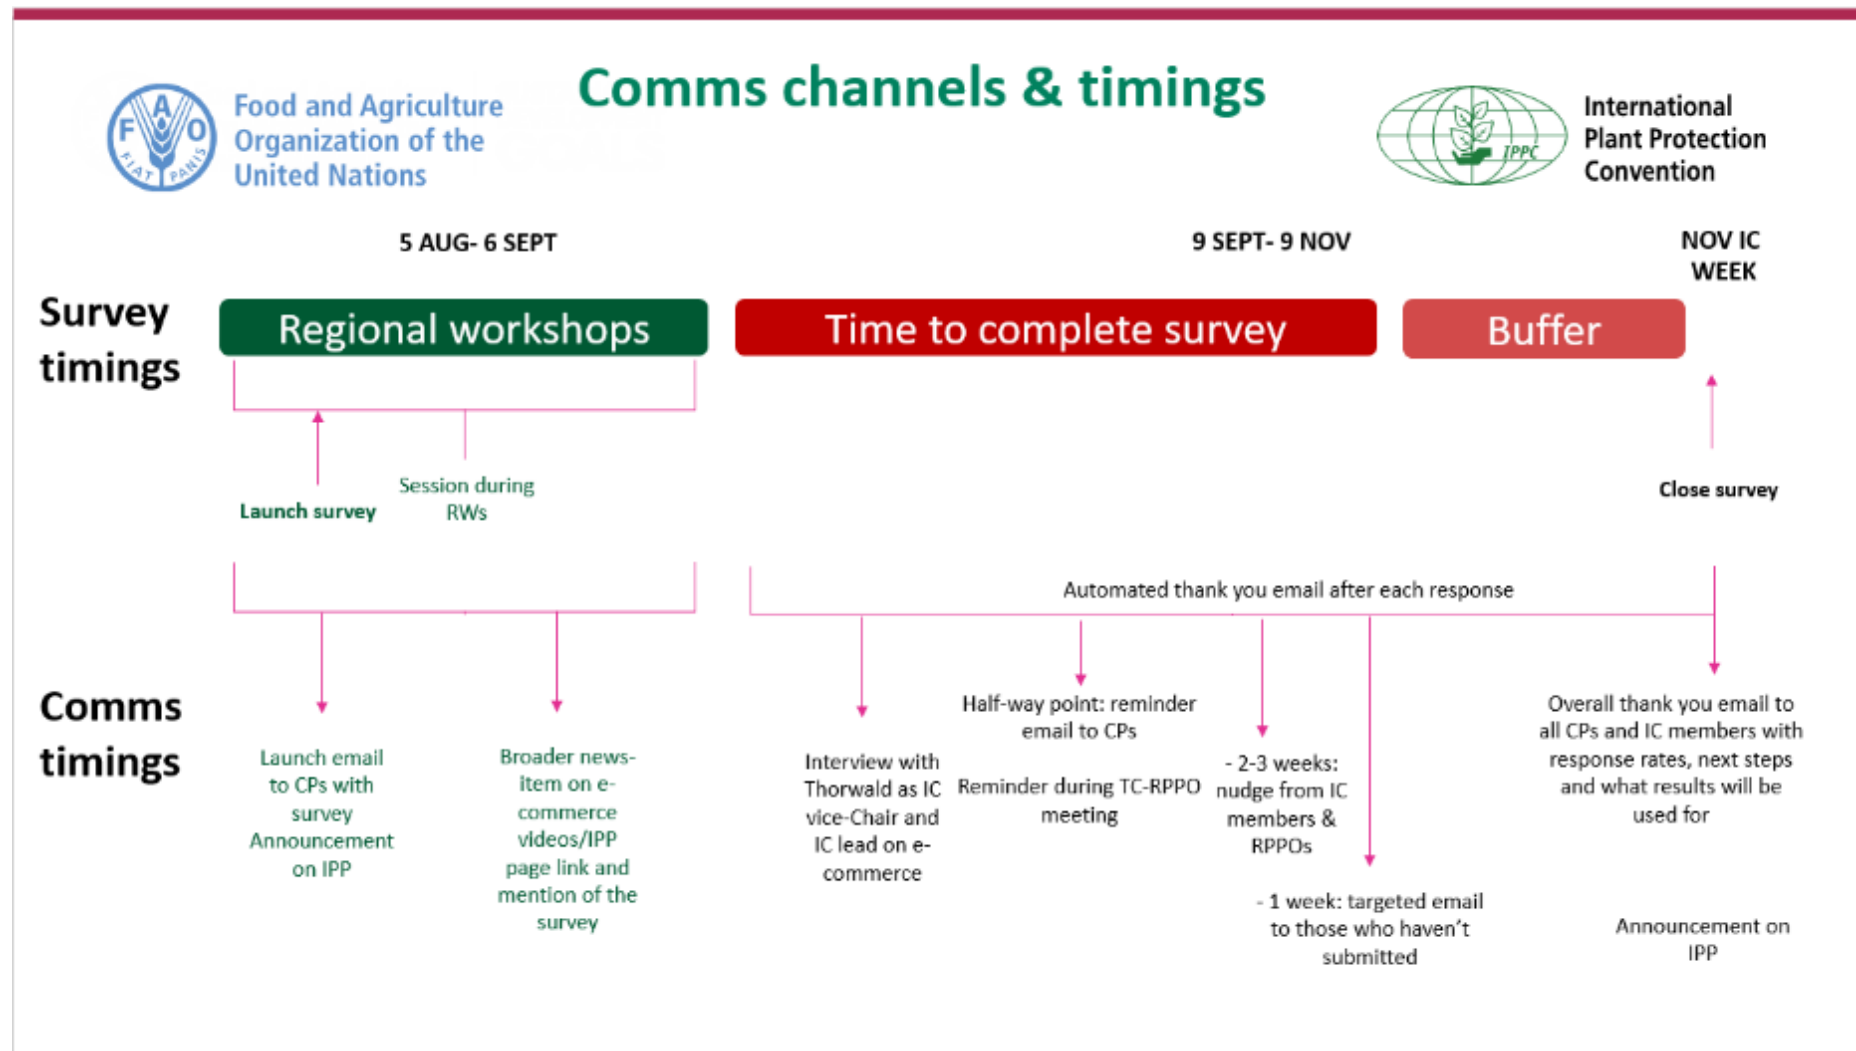 Comms channels & timings
Food and Agriculture
Organization of the
United Nations
F A O
FIAT PANIS
IPPC
International
Plant Protection
Convention
5 AUG- 6 SEPT
9 SEPT- 9 NOV
NOV IC
WEEK
Survey
timings
Regional workshops
Time to complete survey
Buffer
Launch survey
Session during
RWs
Close survey
Automated thank you email after each response
Comms
timings
Launch email
to CPs with
survey
Announcement
on IPP
Broader news-
item on e-
commerce
videos/IPP
page link and
mention of the
survey
Interview with
Thorwald as IC
vice-Chair and
IC lead on e-
commerce
Half-way point: reminder
email to CPs
Reminder during TC-RPPO
meeting
- 2-3 weeks:
nudge from IC
members &
RPPOs
- 1 week: targeted email
to those who haven't
submitted
Overall thank you email to
all CPs and IC members with
response rates, next steps
and what results will be
used for
Announcement on
IPP